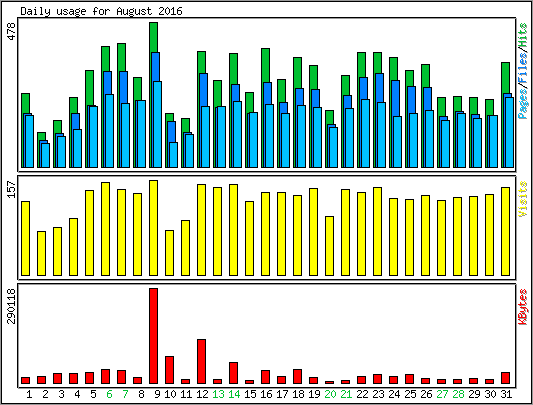 Daily usage for August 2016
478
Pages/Files/Hits
157
Visits
290118
KBytes
1 2 3 4 5 6 7 8 9 10 11 12 13 14 15 16 17 18 19 20 21 22 23 24 25 26 27 28 29 30 31